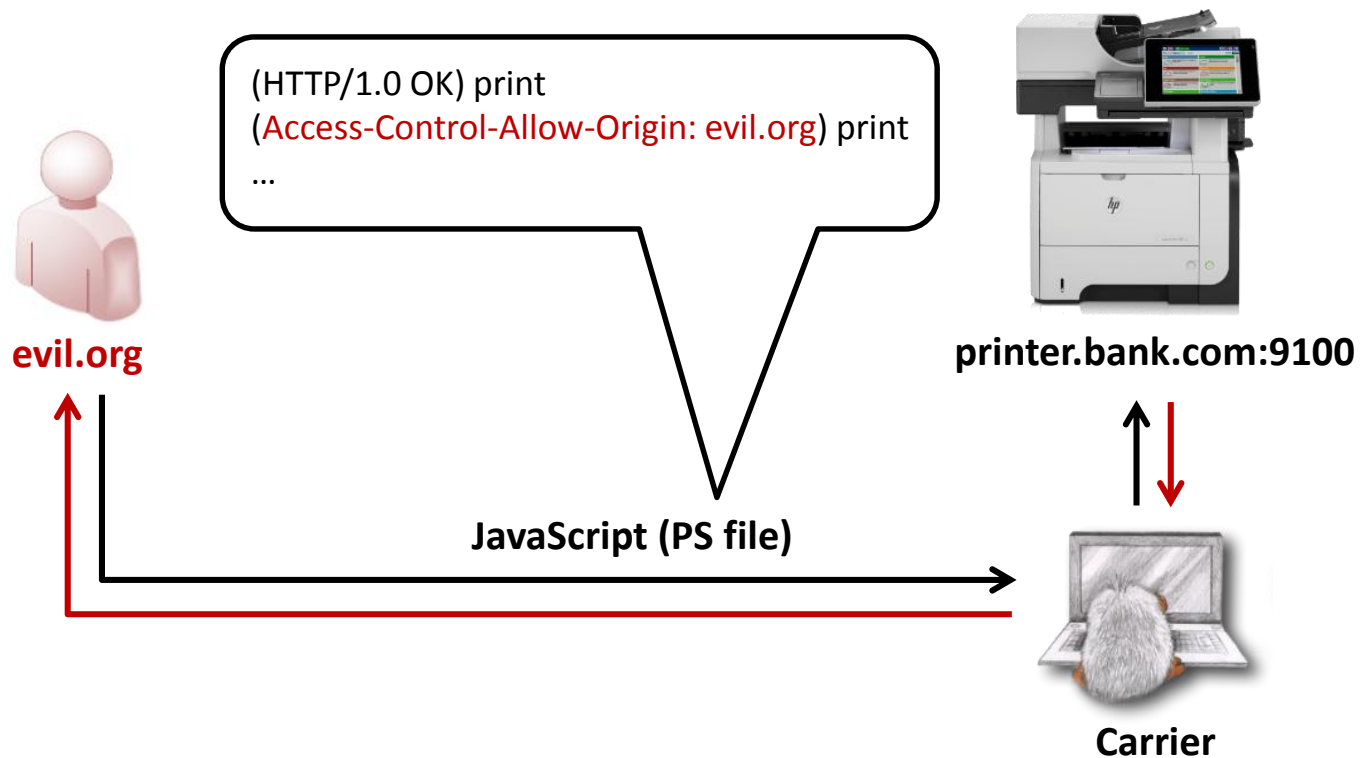 (HTTP/1.0 OK) print
(Access-Control-Allow-Origin: evil.org) print
...
evil.org
hp
printer.bank.com:9100
JavaScript (PS file)
Carrier